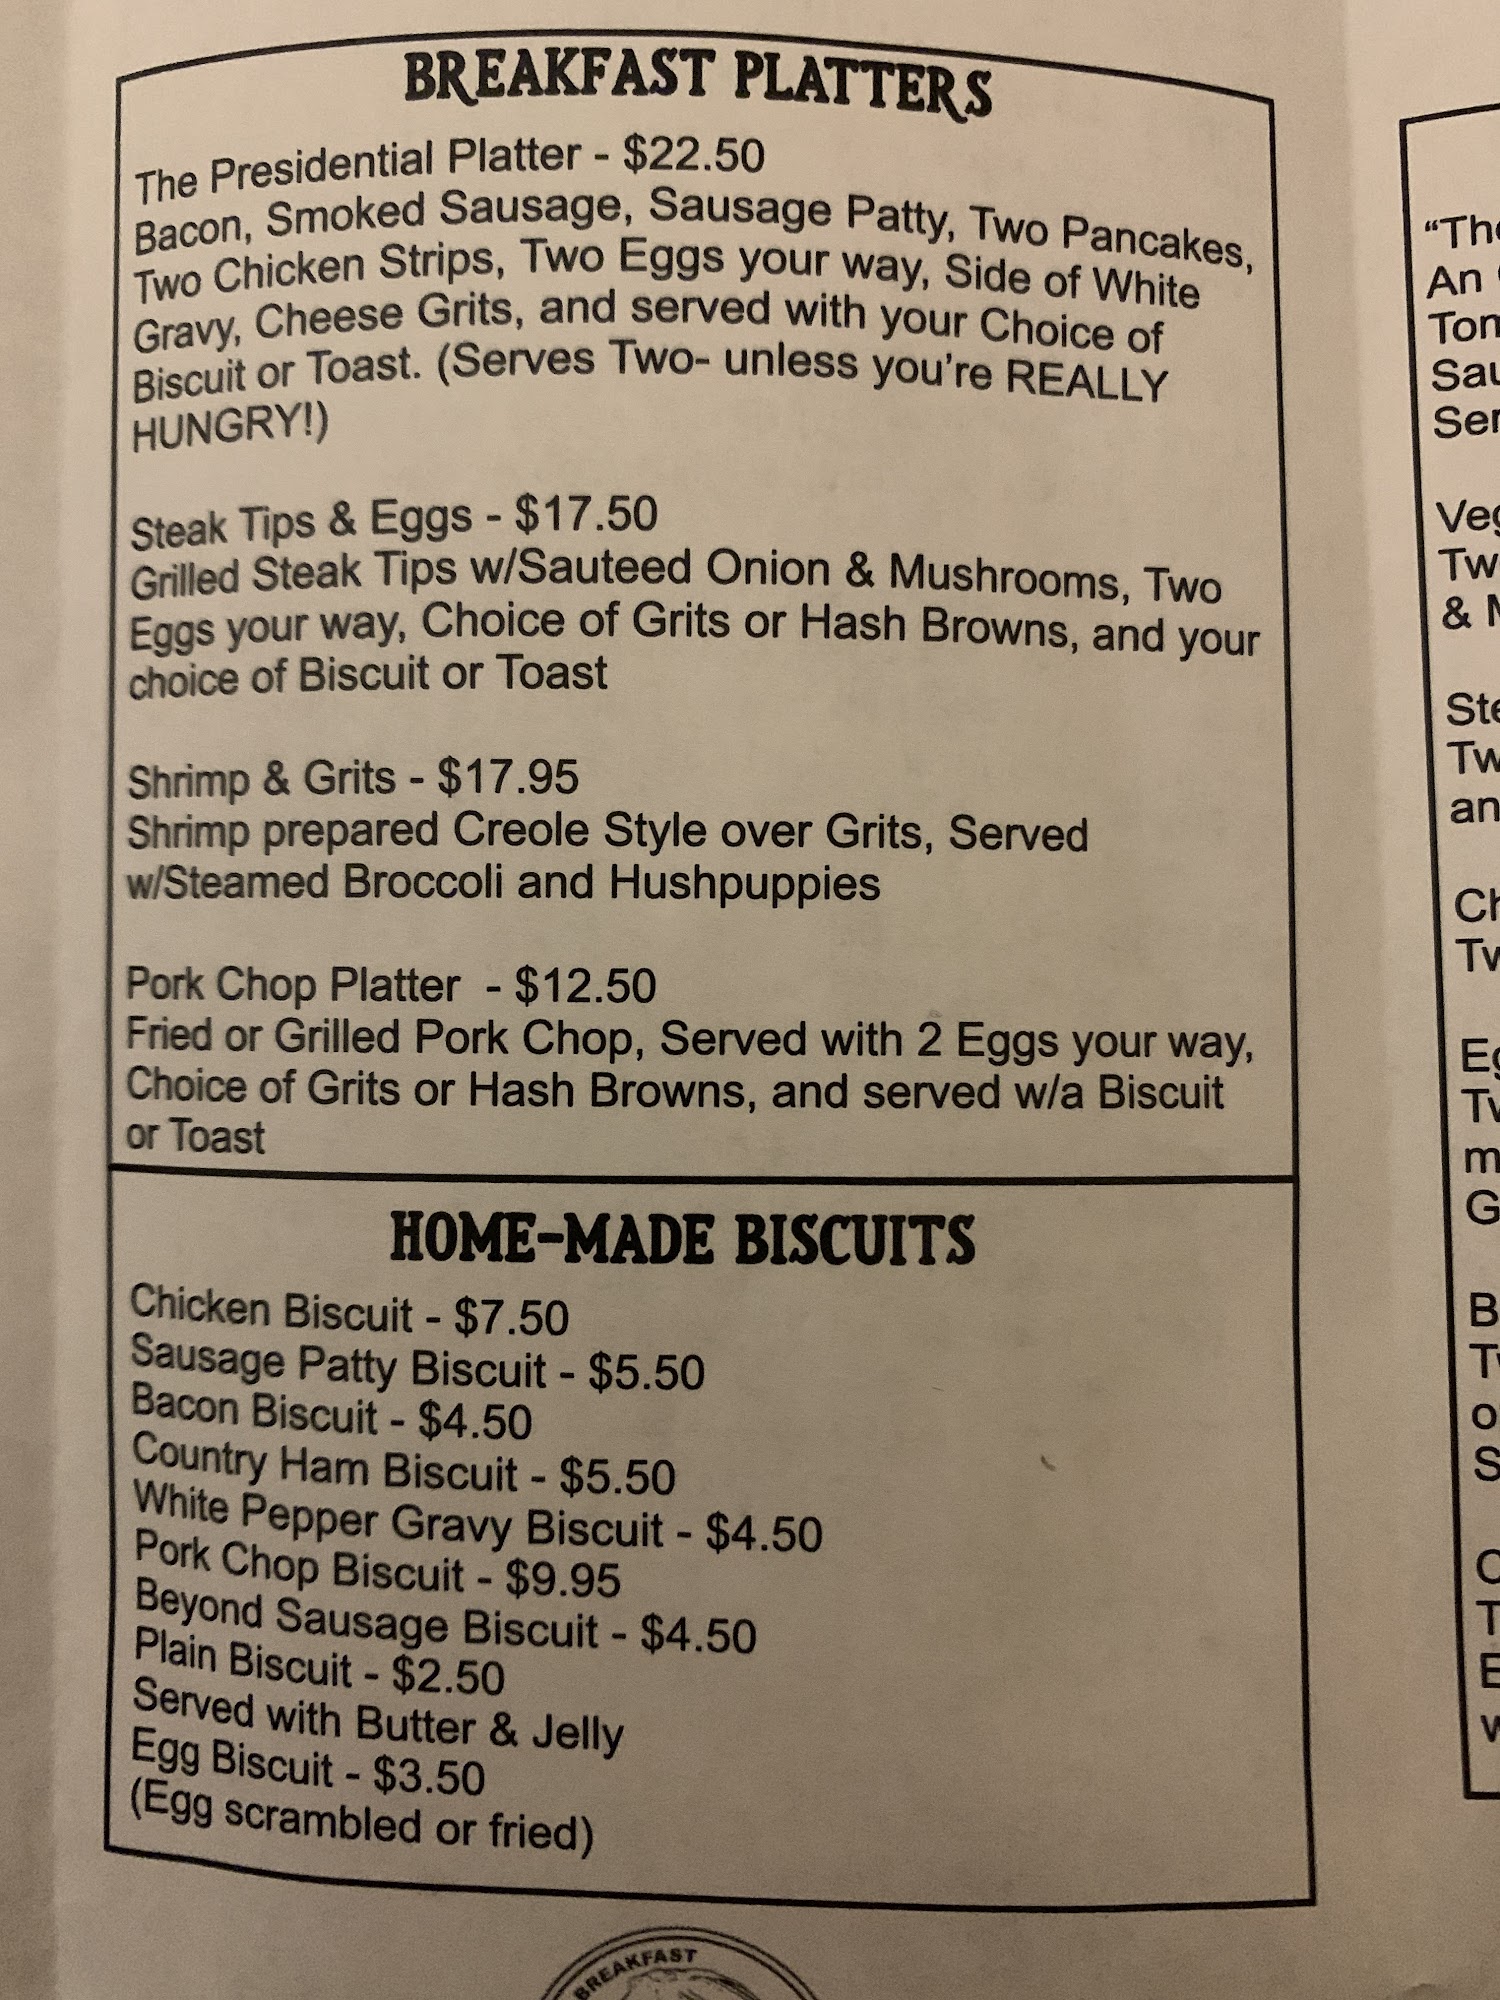 BREAKFAST PLATTERS
The Presidential Platter - $22.50
Bacon, Smoked Sausage, Sausage Patty, Two Pancakes,
Two Chicken Strips, Two Eggs your way, Side of White
Gravy, Cheese Grits, and served with your Choice of
Biscuit or Toast. (Serves Two- unless you're REALLY
HUNGRY!)
Steak Tips & Eggs - $17.50
Grilled Steak Tips w/Sauteed Onion & Mushrooms, Two
Eggs your way, Choice of Grits or Hash Browns, and your
choice of Biscuit or Toast
Shrimp & Grits - $17.95
Shrimp prepared Creole Style over Grits, Served
w/Steamed Broccoli and Hushpuppies
Pork Chop Platter - $12.50
Fried or Grilled Pork Chop, Served with 2 Eggs your way,
Choice of Grits or Hash Browns, and served w/a Biscuit
or Toast
HOME-MADE BISCUITS
Chicken Biscuit - $7.50
Sausage Patty Biscuit - $5.50
Bacon Biscuit - $4.50
Country Ham Biscuit - $5.50
White Pepper Gravy Biscuit - $4.50
Pork Chop Biscuit - $9.95
Beyond Sausage Biscuit - $4.50
Plain Biscuit - $2.50
Served with Butter & Jelly
Egg Biscuit - $3.50
(Egg scrambled or fried)
BREAKFAST
An
&